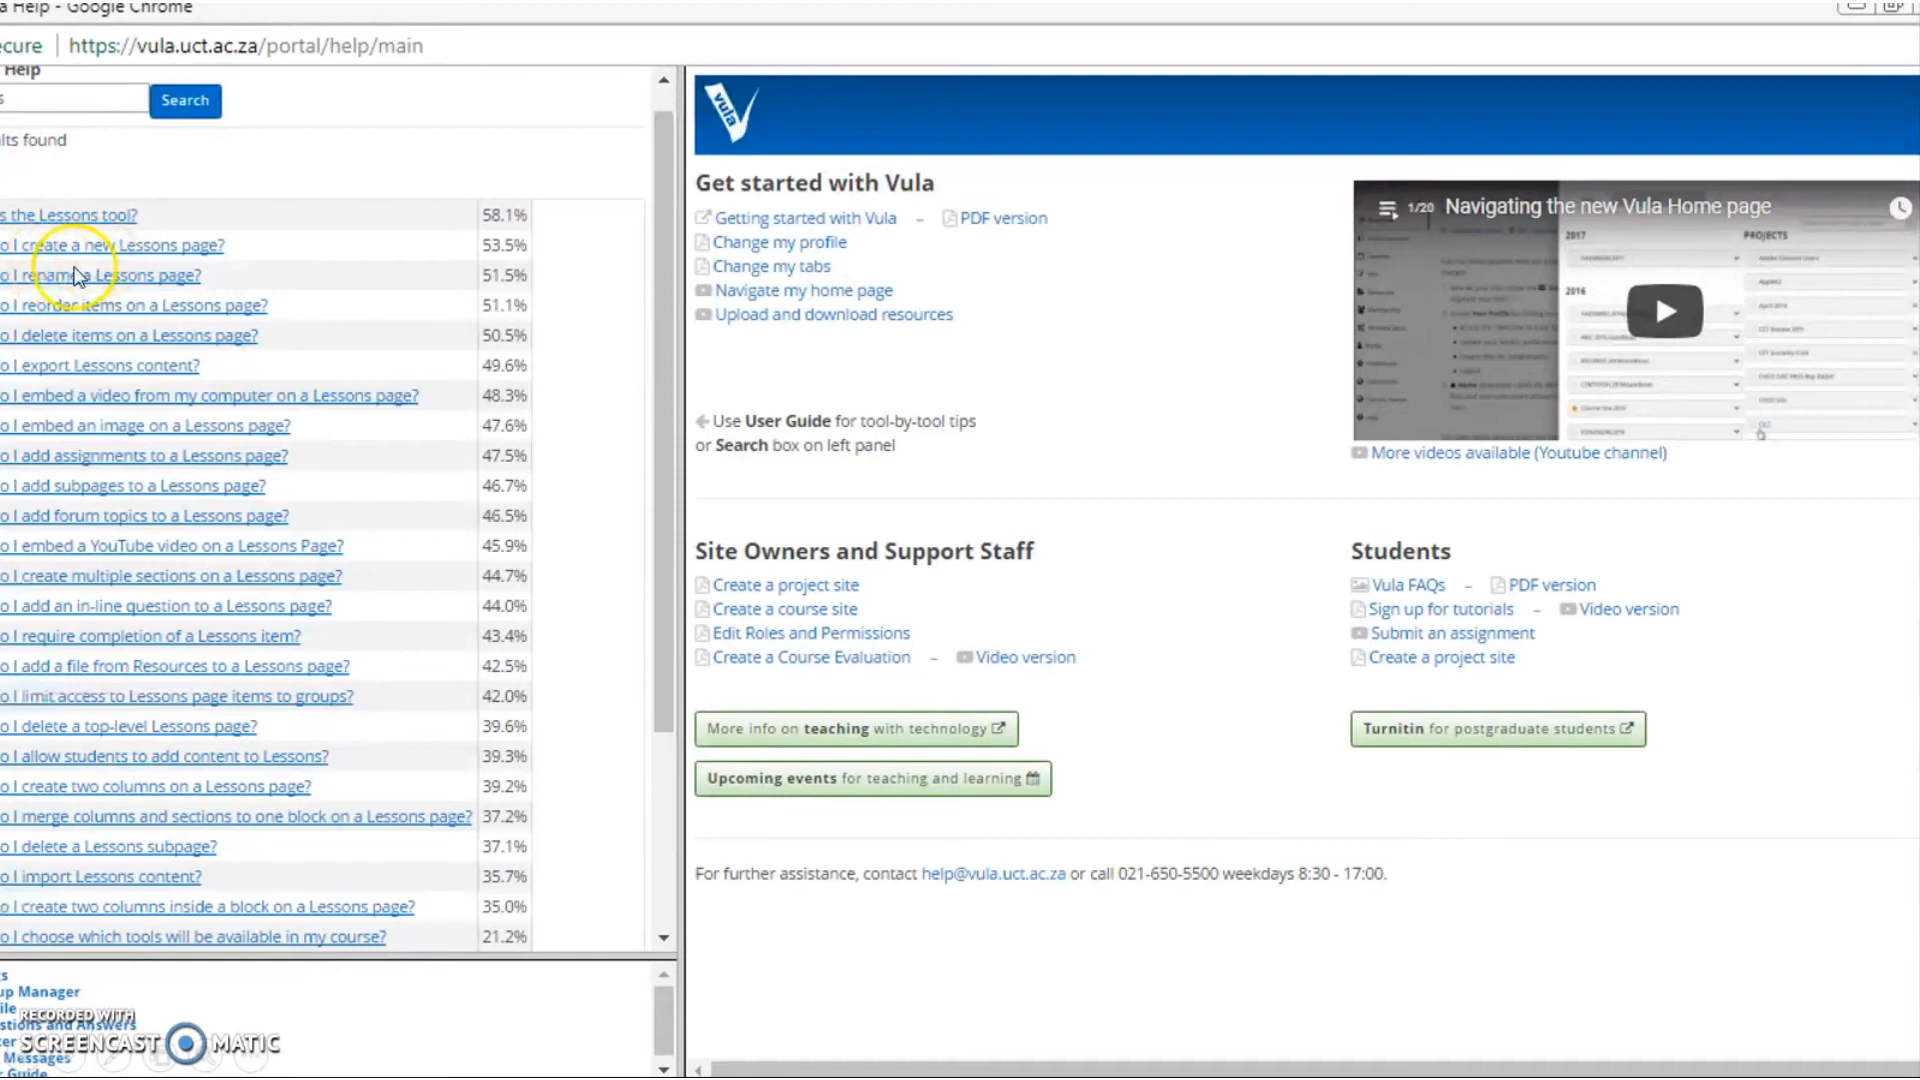 a Help - Google Chrome
ecure | https://vula.uct.ac.za/portal/help/main
Help
s
Search
lts found
s the Lessons tool? 58.1%
o I create a new Lessons page? 53.5%
o I rename a Lessons page? 51.5%
o I reorder items on a Lessons page? 51.1%
o I delete items on a Lessons page? 50.5%
o I export Lessons content? 49.6%
o I embed a video from my computer on a Lessons page? 48.3%
o I embed an image on a Lessons page? 47.6%
o I add assignments to a Lessons page? 47.5%
o I add subpages to a Lessons page? 46.7%
o I add forum topics to a Lessons page? 46.5%
o I embed a YouTube video on a Lessons Page? 45.9%
o I create multiple sections on a Lessons page? 44.7%
o I add an in-line question to a Lessons page? 44.0%
o I require completion of a Lessons item? 43.4%
o I add a file from Resources to a Lessons page? 42.5%
o I limit access to Lessons page items to groups? 42.0%
o I delete a top-level Lessons page? 39.6%
o I allow students to add content to Lessons? 39.3%
o I create two columns on a Lessons page? 39.2%
o I merge columns and sections to one block on a Lessons page? 37.2%
o I delete a Lessons subpage? 37.1%
o I import Lessons content? 35.7%
o I create two columns inside a block on a Lessons page? 35.0%
o I choose which tools will be available in my course? 21.2%
gs
up Manager
file
stions and Answers
ter
Messages
r Guide
RECORDED WITH
SCREENCAST MATIC
vula
Get started with Vula
Getting started with Vula – PDF version
Change my profile
Change my tabs
Navigate my home page
Upload and download resources
Use User Guide for tool-by-tool tips
or Search box on left panel
1/20 Navigating the new Vula Home page
2017 PROJECTS
2016
More videos available (Youtube channel)
Site Owners and Support Staff
Create a project site
Create a course site
Edit Roles and Permissions
Create a Course Evaluation – Video version
More info on teaching with technology
Upcoming events for teaching and learning
Students
Vula FAQs – PDF version
Sign up for tutorials – Video version
Submit an assignment
Create a project site
Turnitin for postgraduate students
For further assistance, contact help@vula.uct.ac.za or call 021-650-5500 weekdays 8:30 - 17:00.